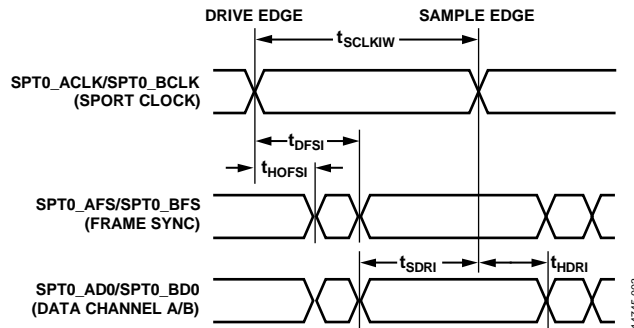 DRIVE EDGE
SAMPLE EDGE
tSCLKIW
SPT0_ACLK/SPT0_BCLK
(SPORT CLOCK)
tDFSI
tHOFSI
SPT0_AFS/SPT0_BFS
(FRAME SYNC)
tSDRI
tHDRI
SPT0_AD0/SPT0_BD0
(DATA CHANNEL A/B)